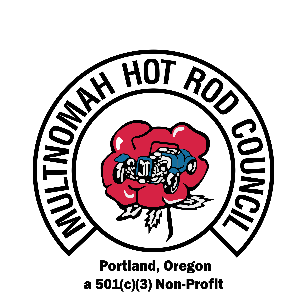 MULTNOMAH HOT ROD COUNCIL
Portland, Oregon
a 501(c)(3) Non-Profit